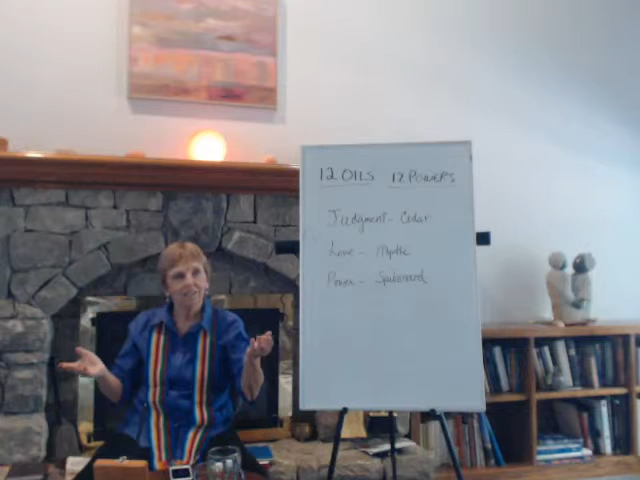 12 OILS 12 POWERS
Judgment - Cedar
Love - Myrtle
Power - Spikenard